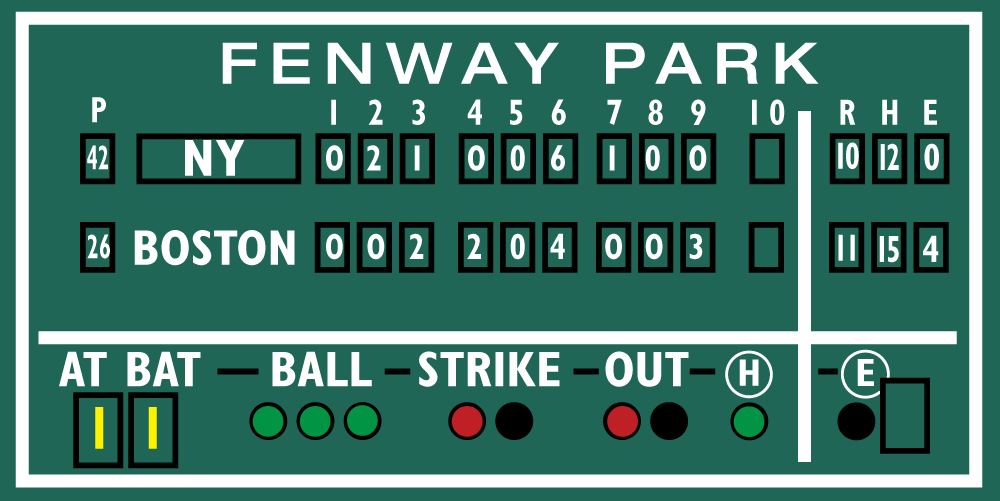 FENWAY PARK
P 1 2 3 4 5 6 7 8 9 10 R H E
42 NY 0 2 1 0 0 6 1 0 0 10 12 0
26 BOSTON 0 0 2 2 0 4 0 0 3 11 15 4
AT BAT — BALL — STRIKE — OUT — H — E
1 1